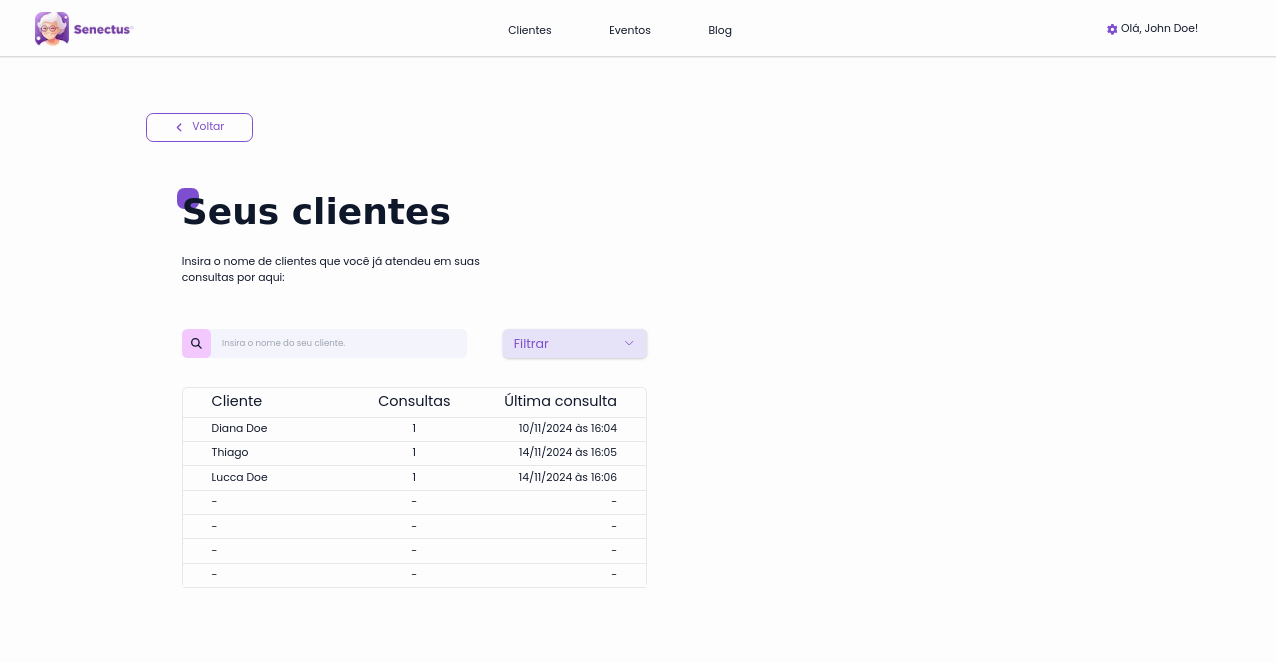 Senectus
Clientes
Eventos
Blog
Olá, John Doe!
Voltar
Seus clientes
Insira o nome de clientes que você já atendeu em suas
consultas por aqui:
Insira o nome do seu cliente.
Filtrar
Cliente Consultas Última consulta
Diana Doe 1 10/11/2024 às 16:04
Thiago 1 14/11/2024 às 16:05
Lucca Doe 1 14/11/2024 às 16:06
- - -
- - -
- - -
- - -